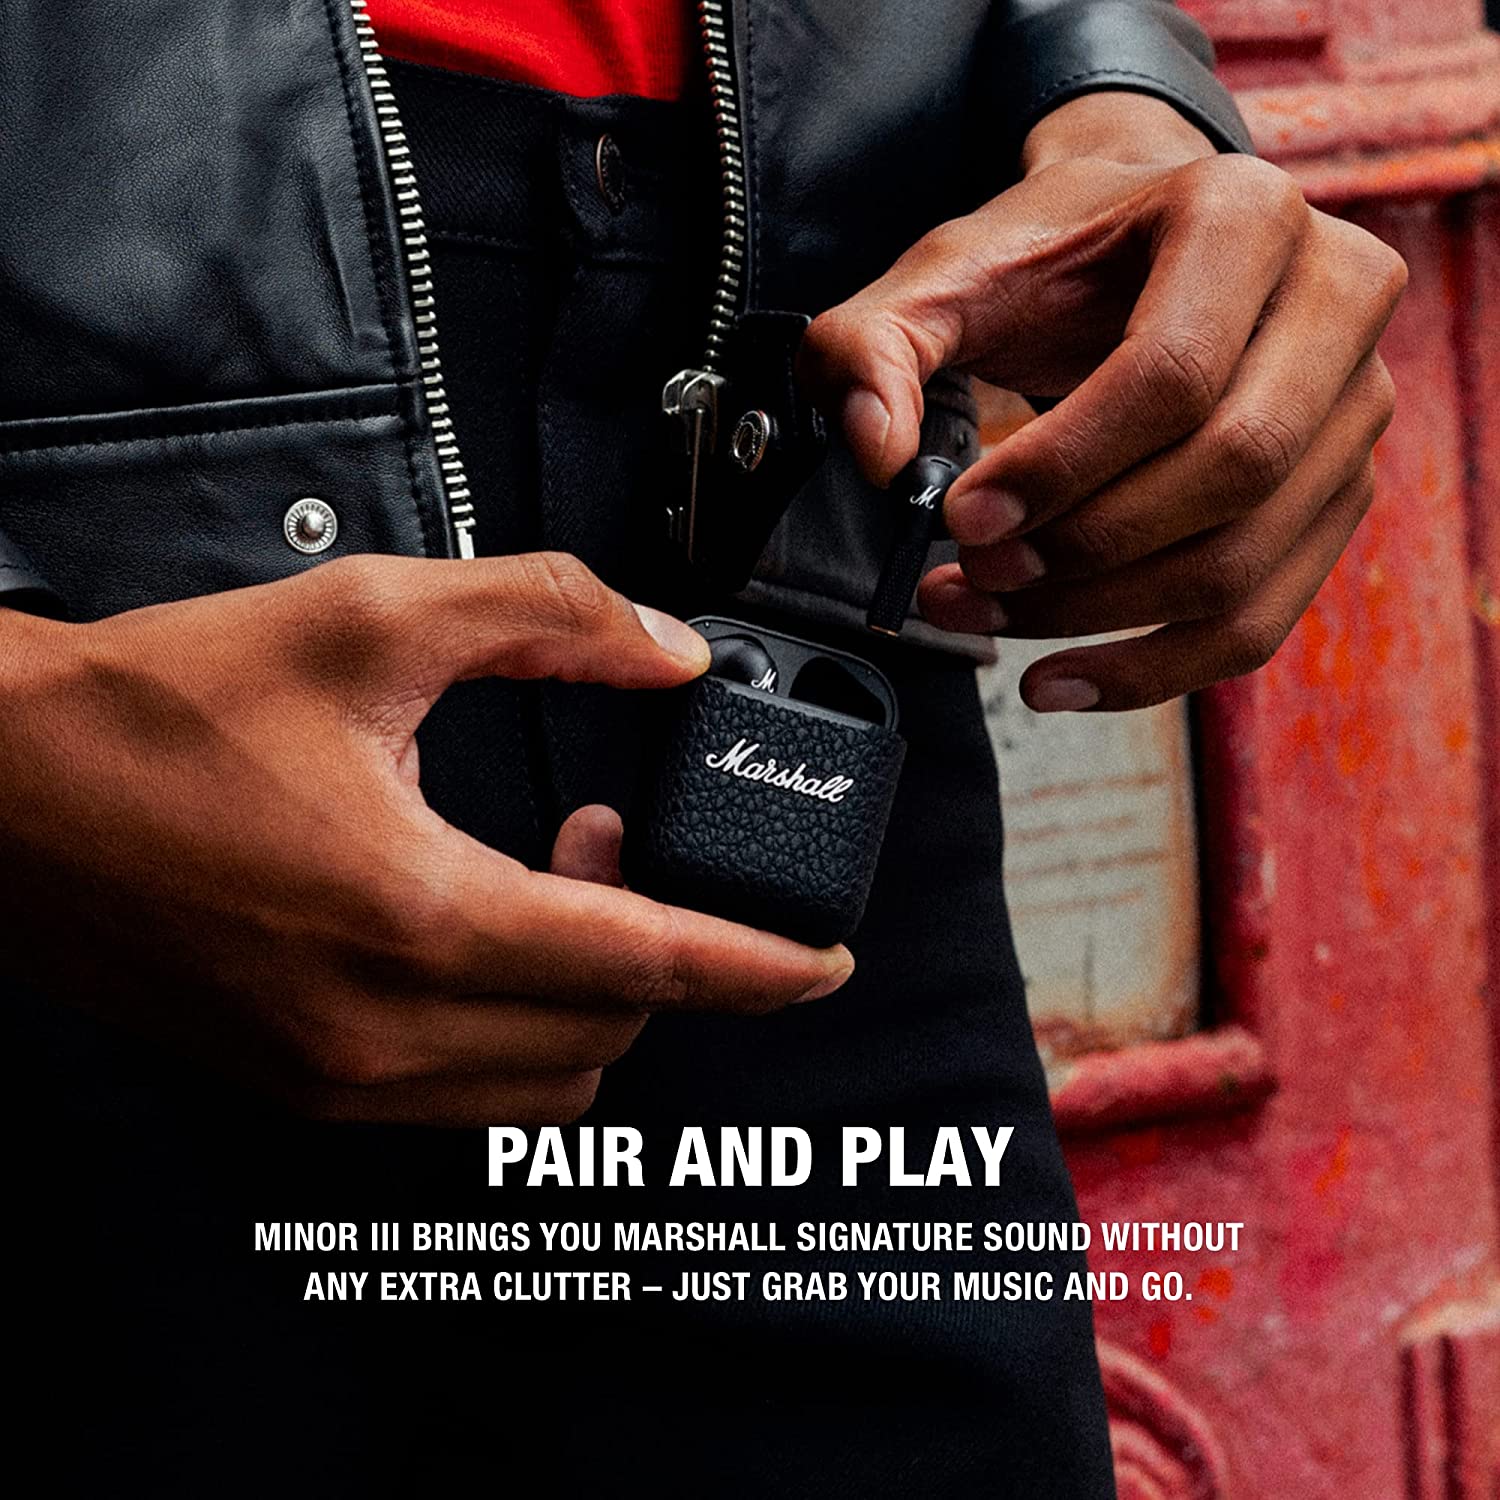 M
M
Marshall
PAIR AND PLAY
MINOR III BRINGS YOU MARSHALL SIGNATURE SOUND WITHOUT
ANY EXTRA CLUTTER – JUST GRAB YOUR MUSIC AND GO.